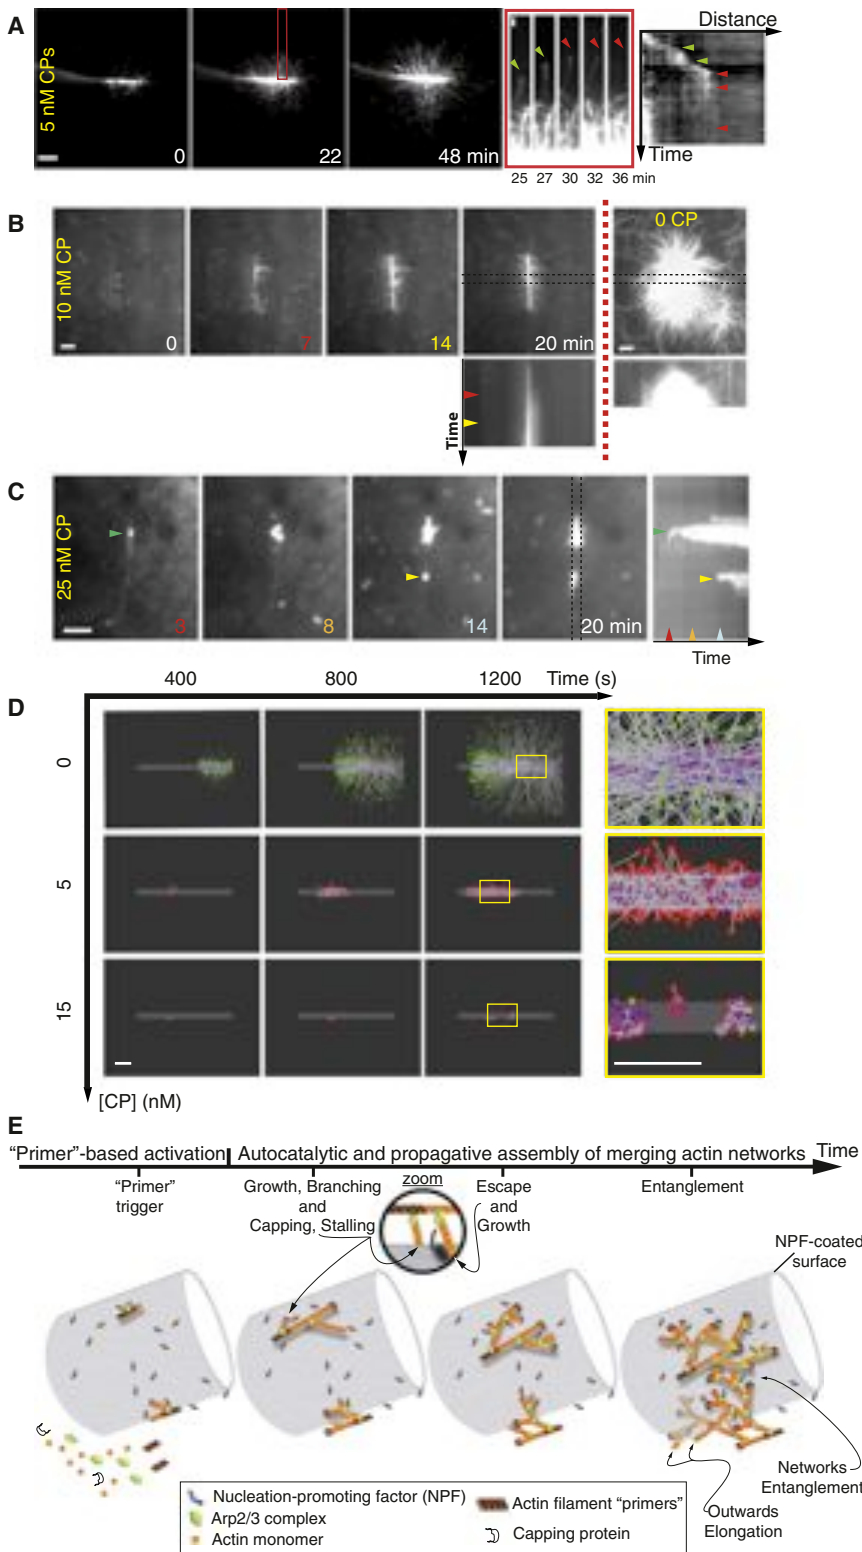 A
5 nM CPs
0
22
48 min
25 27 30 32 36 min
Distance
Time
B
10 nM CP
0
7
14
20 min
0 CP
Time
C
25 nM CP
3
8
14
20 min
Time
400 800 1200 Time (s)
D
0
5
15
[CP] (nM)
E
“Primer”-based activation
Autocatalytic and propagative assembly of merging actin networks
Time
“Primer”
trigger
Growth, Branching
and
Capping, Stalling
zoom
Escape
and
Growth
Entanglement
NPF-coated
surface
Networks
Entanglement
Outwards
Elongation
Nucleation-promoting factor (NPF)
Arp2/3 complex
Actin monomer
Actin filament “primers”
Capping protein